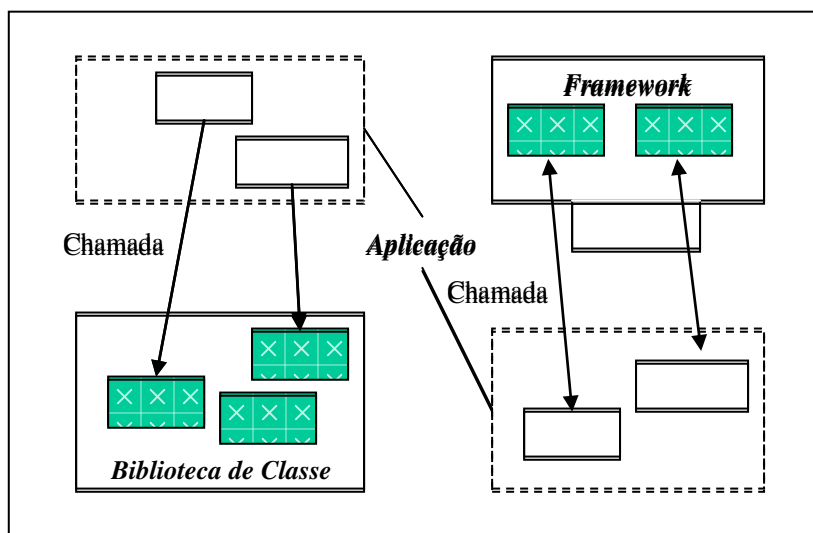 Framework
Chamada
Aplicação
Chamada
Biblioteca de Classe